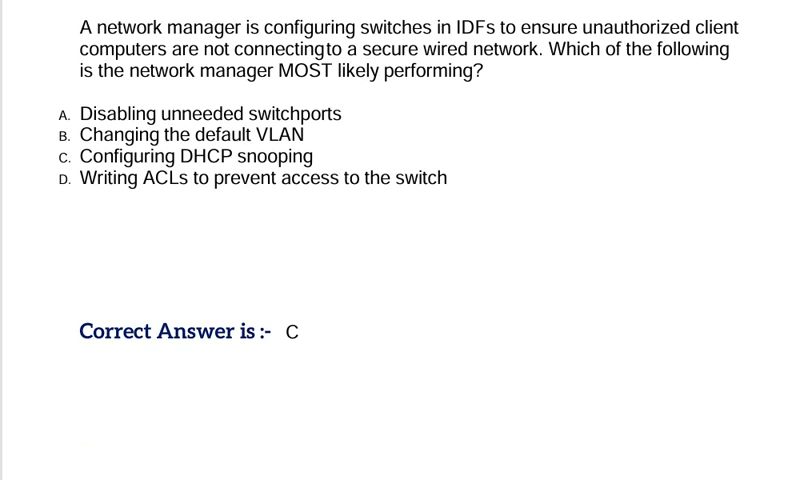 A network manager is configuring switches in IDFs to ensure unauthorized client
computers are not connectingto a secure wired network. Which of the following
is the network manager MOST likely performing?
A. Disabling unneeded switchports
B. Changing the default VLAN
C. Configuring DHCP snooping
D. Writing ACLs to prevent access to the switch
Correct Answer is :- C